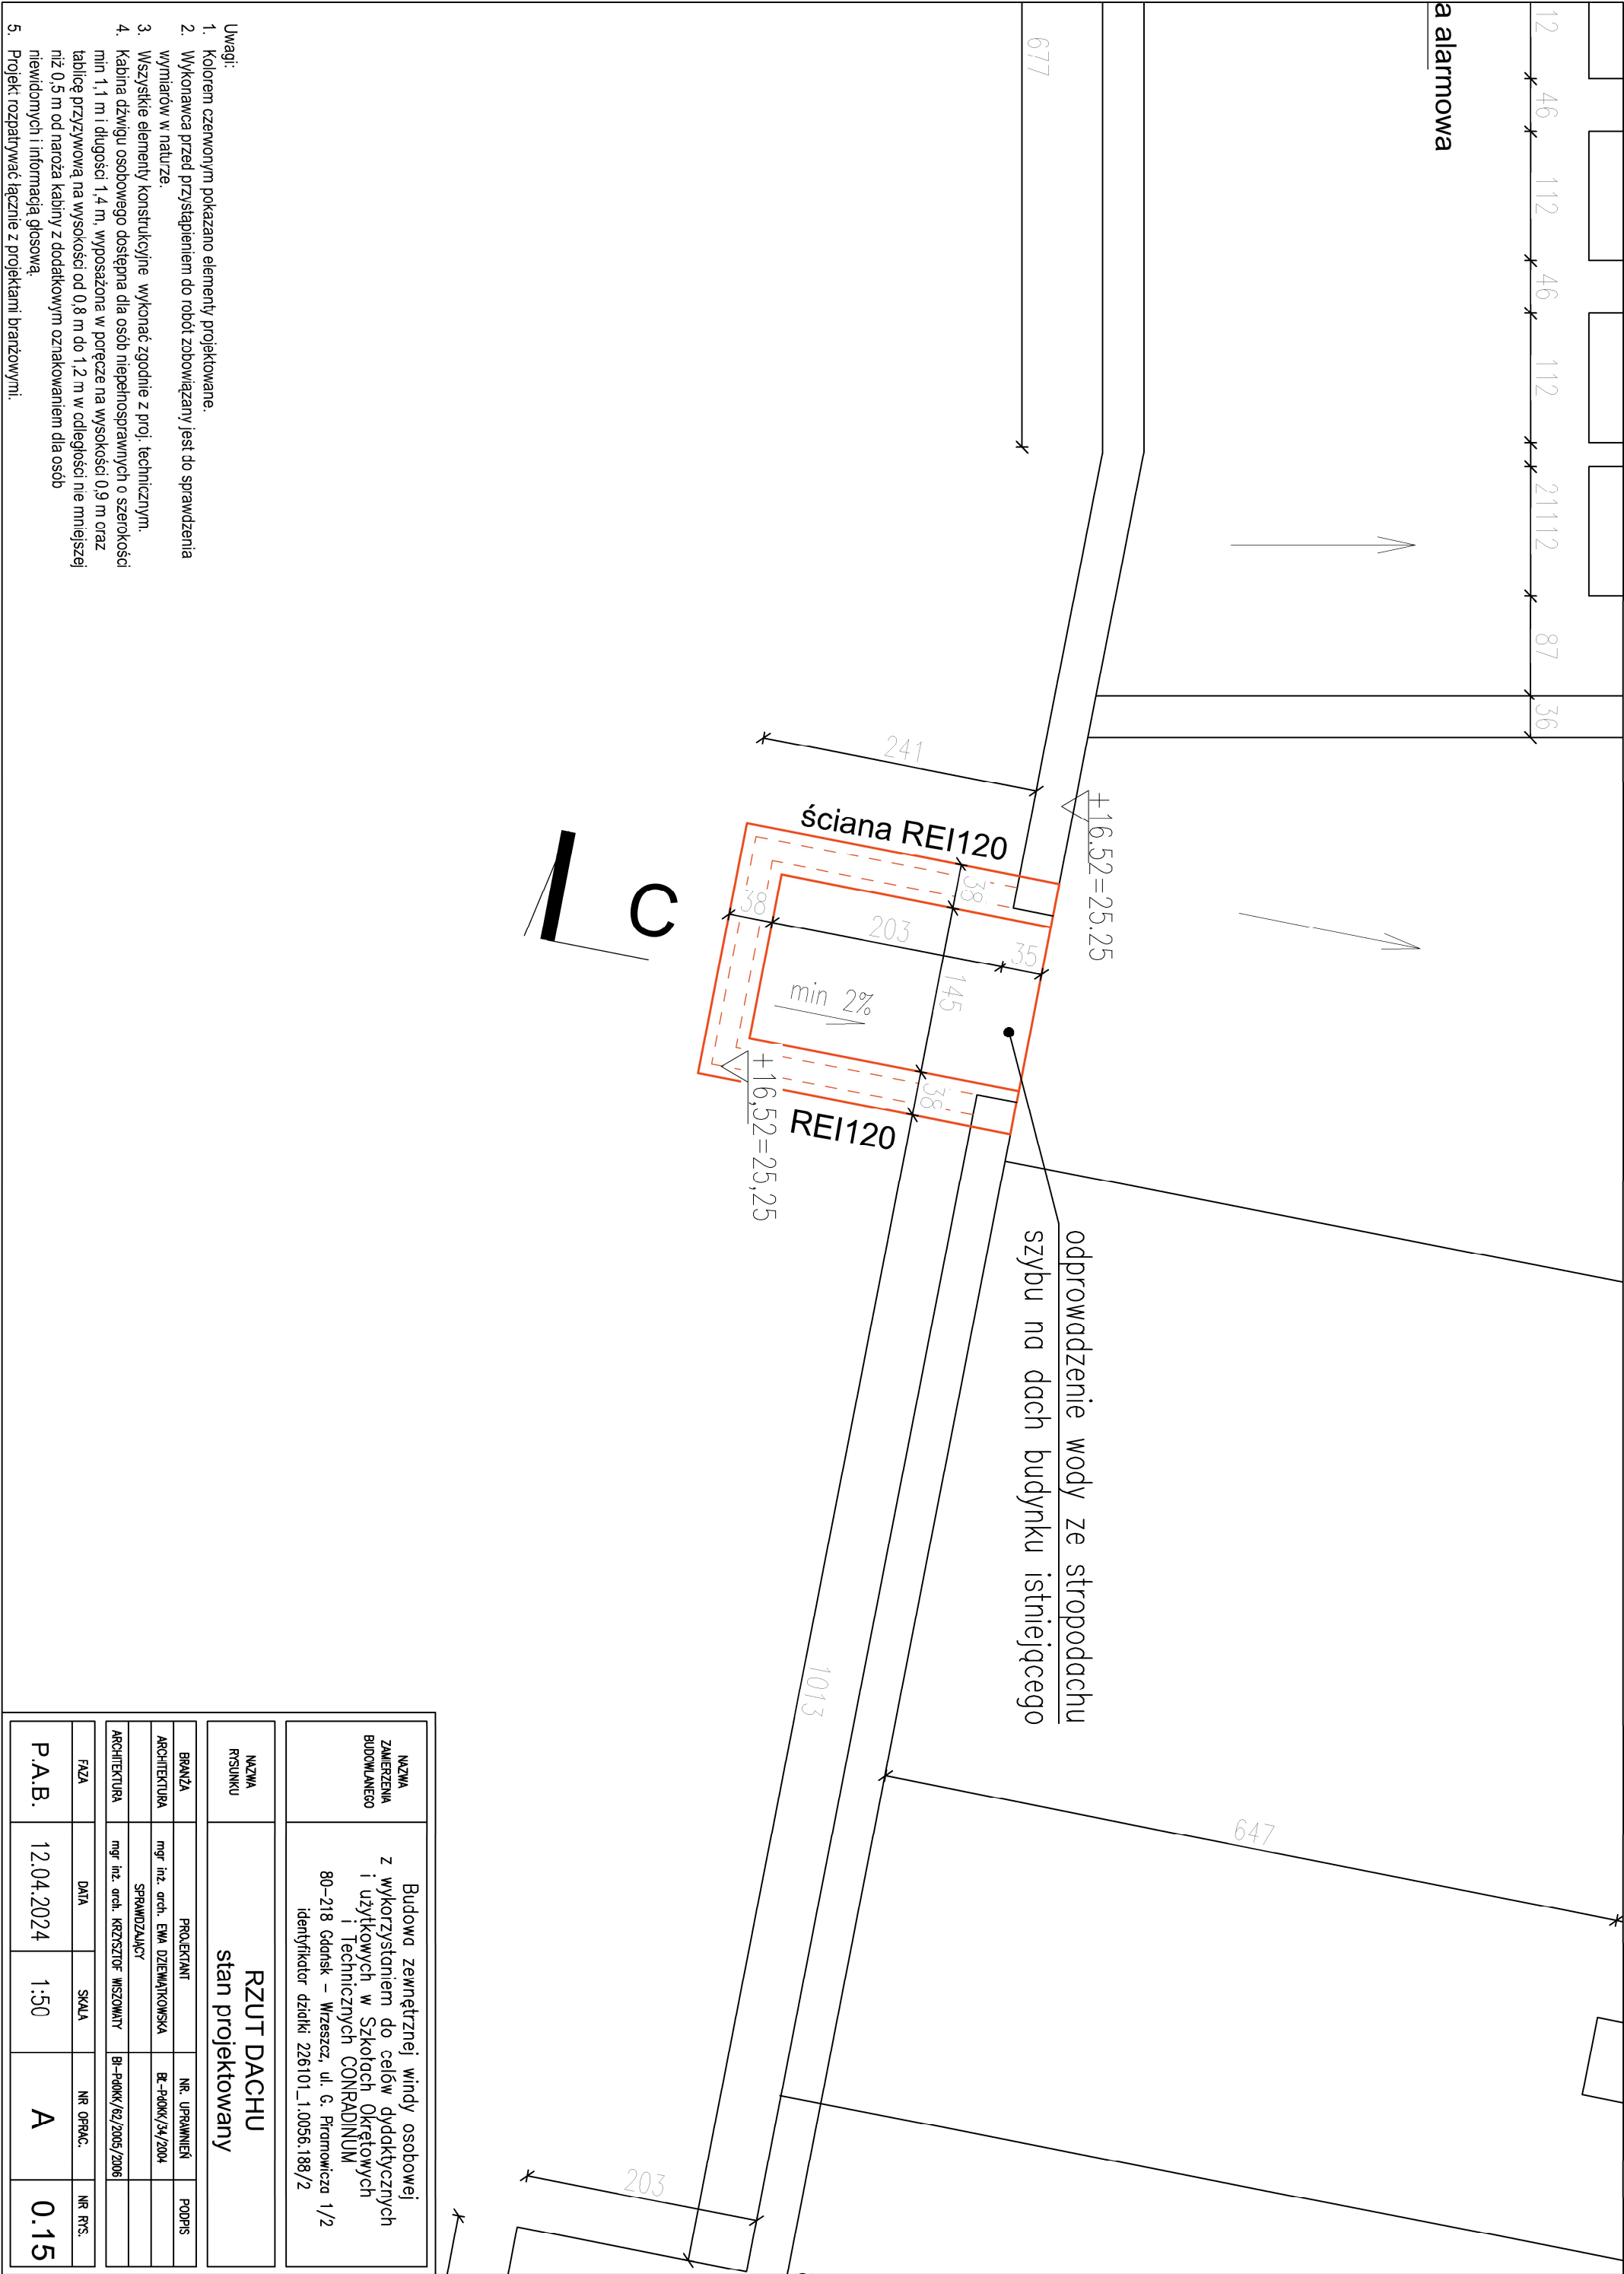 a alarmowa
12
46
112
46
112
21112
87
36
677
241
ściana REI120
+16.52=25.25
38
38
203
35
145
min 2%
38
+16,52=25,25
REI120
C
odprowadzenie wody ze stropodachu
szybu na dach budynku istniejącego
1013
647
203
Uwagi:
1. Kolorem czerwonym pokazano elementy projektowane.
2. Wykonawca przed przystąpieniem do robót zobowiązany jest do sprawdzenia
wymiarów w naturze.
3. Wszystkie elementy konstrukcyjne wykonać zgodnie z proj. technicznym.
4. Kabina dźwigu osobowego dostępna dla osób niepełnosprawnych o szerokości
min 1,1 m i długości 1,4 m, wyposażona w poręcze na wysokości 0,9 m oraz
tablicę przyzywową na wysokości od 0,8 m do 1,2 m w odległości nie mniejszej
niż 0,5 m od naroża kabiny z dodatkowym oznakowaniem dla osób
niewidomych i informacją głosową.
5. Projekt rozpatrywać łącznie z projektami branżowymi.
NAZWA
ZAMIERZENIA
BUDOWLANEGO
Budowa zewnętrznej windy osobowej
z wykorzystaniem do celów dydaktycznych
i użytkowych w Szkołach Okrętowych
i Technicznych CONRADINUM
80-218 Gdańsk - Wrzeszcz, ul. G. Piramowicza 1/2
identyfikator działki 226101_1.0056.188/2
NAZWA
RYSUNKU
RZUT DACHU
stan projektowany
BRANŻA PROJEKTANT NR. UPRAWNIEŃ PODPIS
ARCHITEKTURA mgr inż. arch. EWA DZIEWIĄTKOWSKA Bł.-PdOKK/34/2004
SPRAWDZAJĄCY
ARCHITEKTURA mgr inż. arch. KRZYSZTOF WISZOWATY Bł-PdOKK/62/2005/2006
FAZA DATA SKALA NR OPRAC. NR RYS.
P.A.B. 12.04.2024 1:50 A 0.15